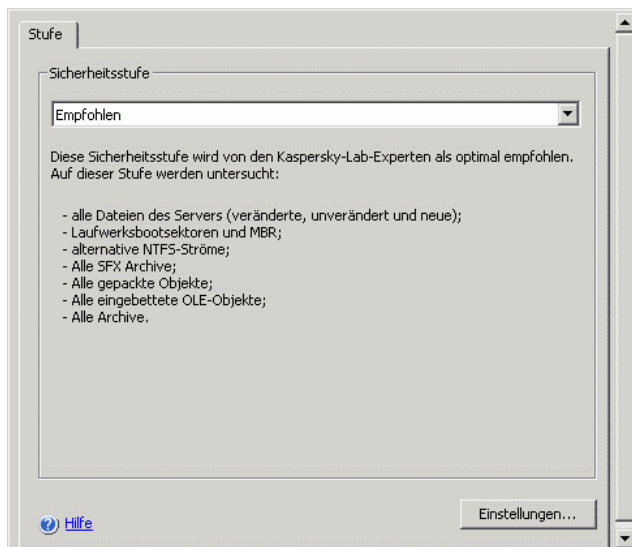 Stufe
Sicherheitsstufe
Empfohlen
Diese Sicherheitsstufe wird von den Kaspersky-Lab-Experten als optimal empfohlen.
Auf dieser Stufe werden untersucht:
- alle Dateien des Servers (veränderte, unverändert und neue);
- Laufwerksbootsektoren und MBR;
- alternative NTFS-Ströme;
- Alle SFX Archive;
- Alle gepackte Objekte;
- Alle eingebettete OLE-Objekte;
- Alle Archive.
Einstellungen...
Hilfe